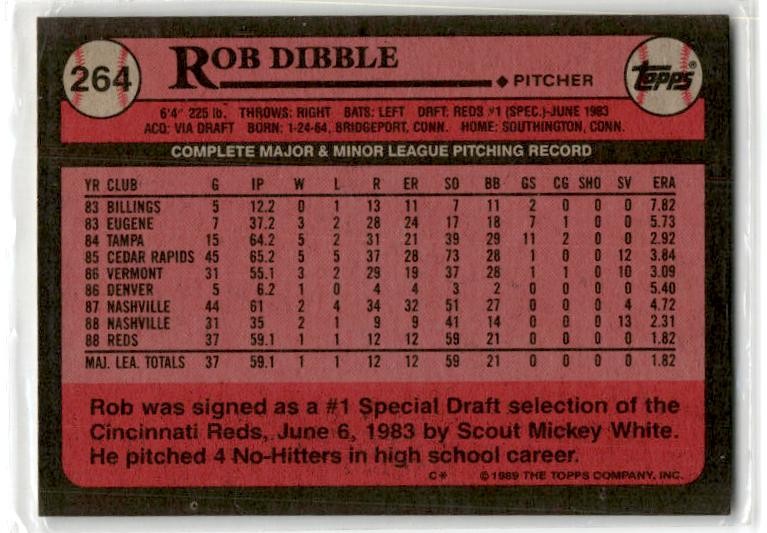 264 ROB DIBBLE
PITCHER
Topps®
6'4" 225 lb. THROWS: RIGHT BATS: LEFT DRFT: REDS #1 (SPEC.)-JUNE 1983
ACQ: VIA DRAFT BORN: 1-24-64, BRIDGEPORT, CONN. HOME: SOUTHINGTON, CONN.
COMPLETE MAJOR & MINOR LEAGUE PITCHING RECORD
YR CLUB G IP W L R ER SO BB GS CG SHO SV ERA
83 BILLINGS 5 12.2 0 1 13 11 7 11 2 0 0 0 7.82
83 EUGENE 7 37.2 3 2 28 24 17 18 7 1 0 0 5.73
84 TAMPA 15 64.2 5 2 31 21 39 29 11 2 0 0 2.92
85 CEDAR RAPIDS 45 65.2 5 5 37 28 73 28 1 0 0 12 3.84
86 VERMONT 31 55.1 3 2 29 19 37 28 1 1 0 10 3.09
86 DENVER 5 6.2 1 0 4 4 3 2 0 0 0 0 5.40
87 NASHVILLE 44 61 2 4 34 32 51 27 0 0 0 4 4.72
88 NASHVILLE 31 35 2 1 9 9 41 14 0 0 0 13 2.31
88 REDS 37 59.1 1 1 12 12 59 21 0 0 0 0 1.82
MAJ. LEA. TOTALS 37 59.1 1 1 12 12 59 21 0 0 0 0 1.82
Rob was signed as a #1 Special Draft selection of the
Cincinnati Reds, June 6, 1983 by Scout Mickey White.
He pitched 4 No-Hitters in high school career.
C* © 1989 THE TOPPS COMPANY, INC.